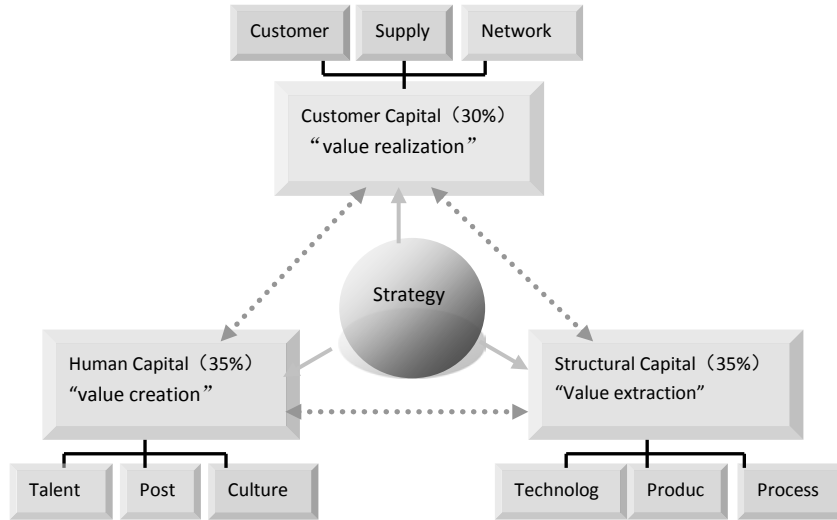 Customer
Supply
Network
Customer Capital（30%）
“value realization”
Strategy
Human Capital（35%）
“value creation”
Structural Capital（35%）
“Value extraction”
Talent
Post
Culture
Technolog
Produc
Process